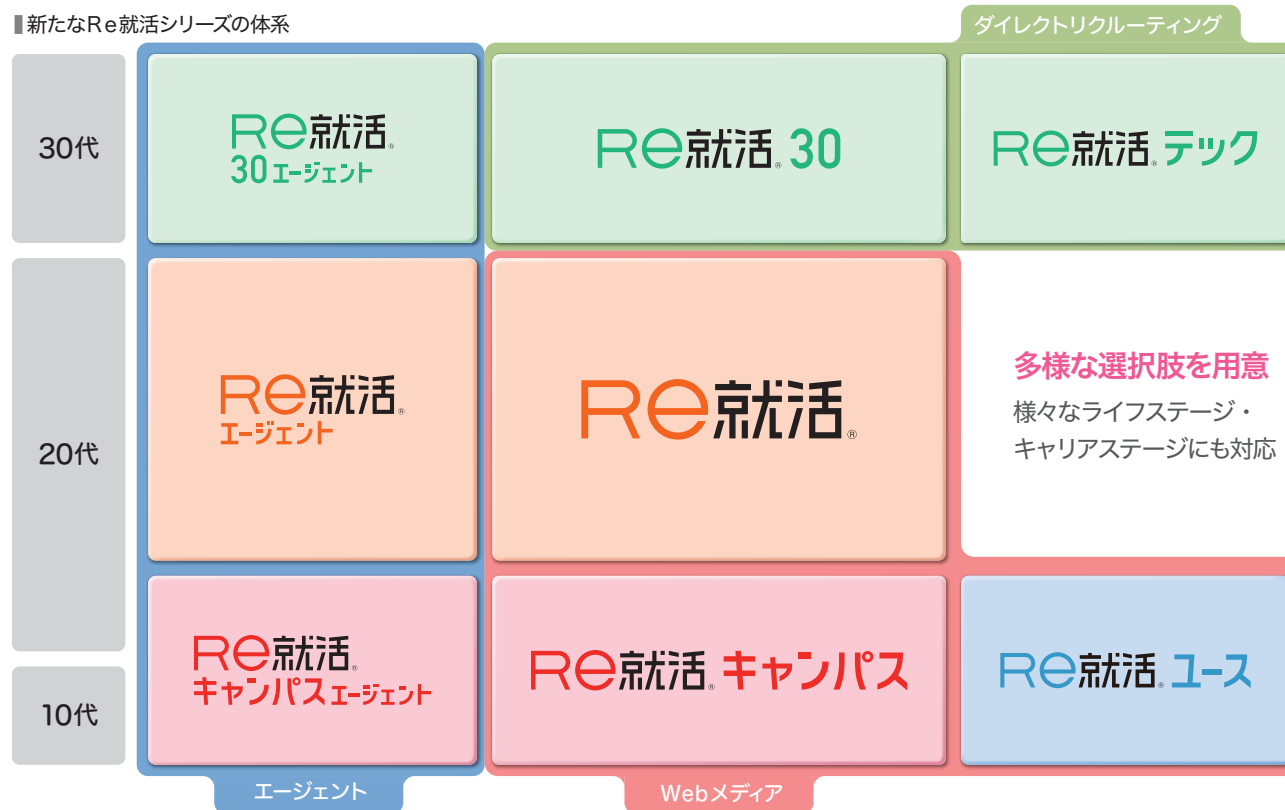 新たなRe就活シリーズの体系
ダイレクトリクルーティング
30代
Re就活®
30エージェント
Re就活® 30
Re就活® テック
20代
Re就活®
エージェント
Re就活®
多様な選択肢を用意
様々なライフステージ・
キャリアステージにも対応
10代
Re就活®
キャンパスエージェント
Re就活® キャンパス
Re就活® ユース
エージェント
Webメディア